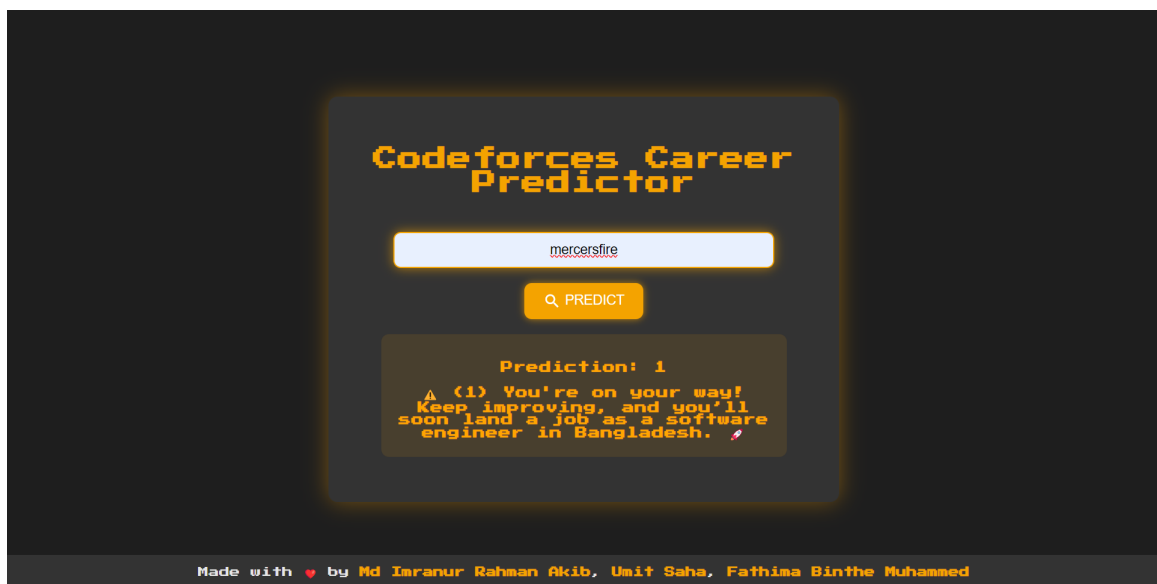 Codeforces Career
Predictor
mercersfire
PREDICT
Prediction: 1
⚠ (1) You're on your way!
Keep improving, and you’ll
soon land a job as a software
engineer in Bangladesh. 🚀
Made with ❤ by Md Imranur Rahman Akib, Umit Saha, Fathima Binthe Muhammed